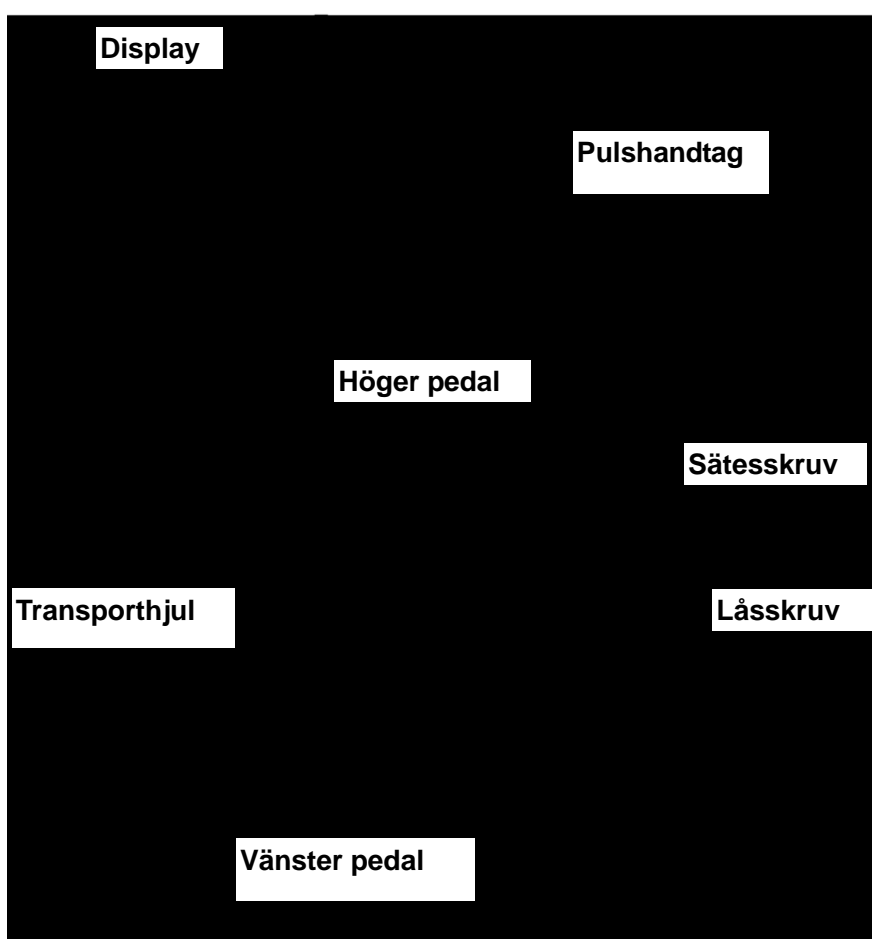 Display
Pulshandtag
Höger pedal
Sätesskruv
Transporthjul
Låsskruv
Vänster pedal